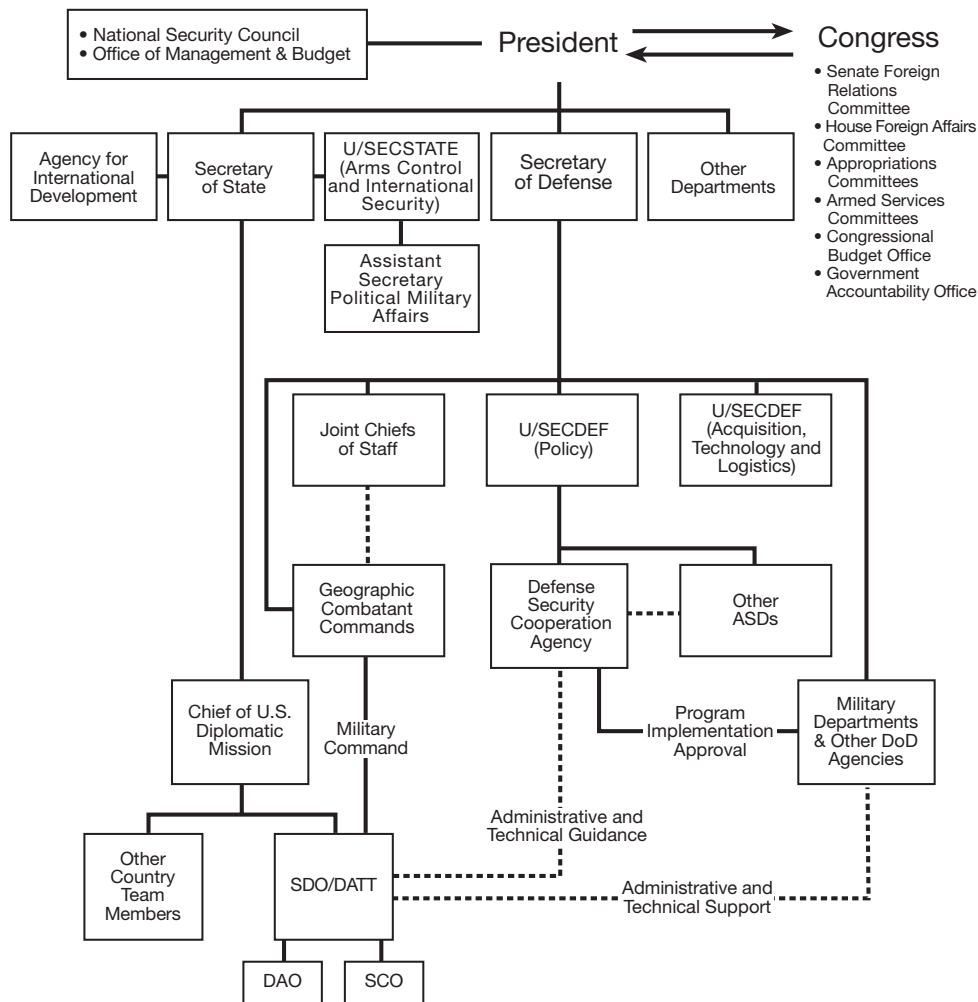 • National Security Council
• Office of Management & Budget
President
Congress
• Senate Foreign
Relations
Committee
• House Foreign Affairs
Committee
• Appropriations
Committees
• Armed Services
Committees
• Congressional
Budget Office
• Government
Accountability Office
Agency for
International
Development
Secretary
of State
U/SECSTATE
(Arms Control
and International
Security)
Secretary
of Defense
Other
Departments
Assistant
Secretary
Political Military
Affairs
Joint Chiefs
of Staff
U/SECDEF
(Policy)
U/SECDEF
(Acquisition,
Technology and
Logistics)
Geographic
Combatant
Commands
Defense
Security
Cooperation
Agency
Other
ASDs
Chief of U.S.
Diplomatic
Mission
Military
Command
Program
Implementation
Approval
Military
Departments
& Other DoD
Agencies
Administrative and
Technical Guidance
Other
Country
Team
Members
SDO/DATT
Administrative and
Technical Support
DAO
SCO